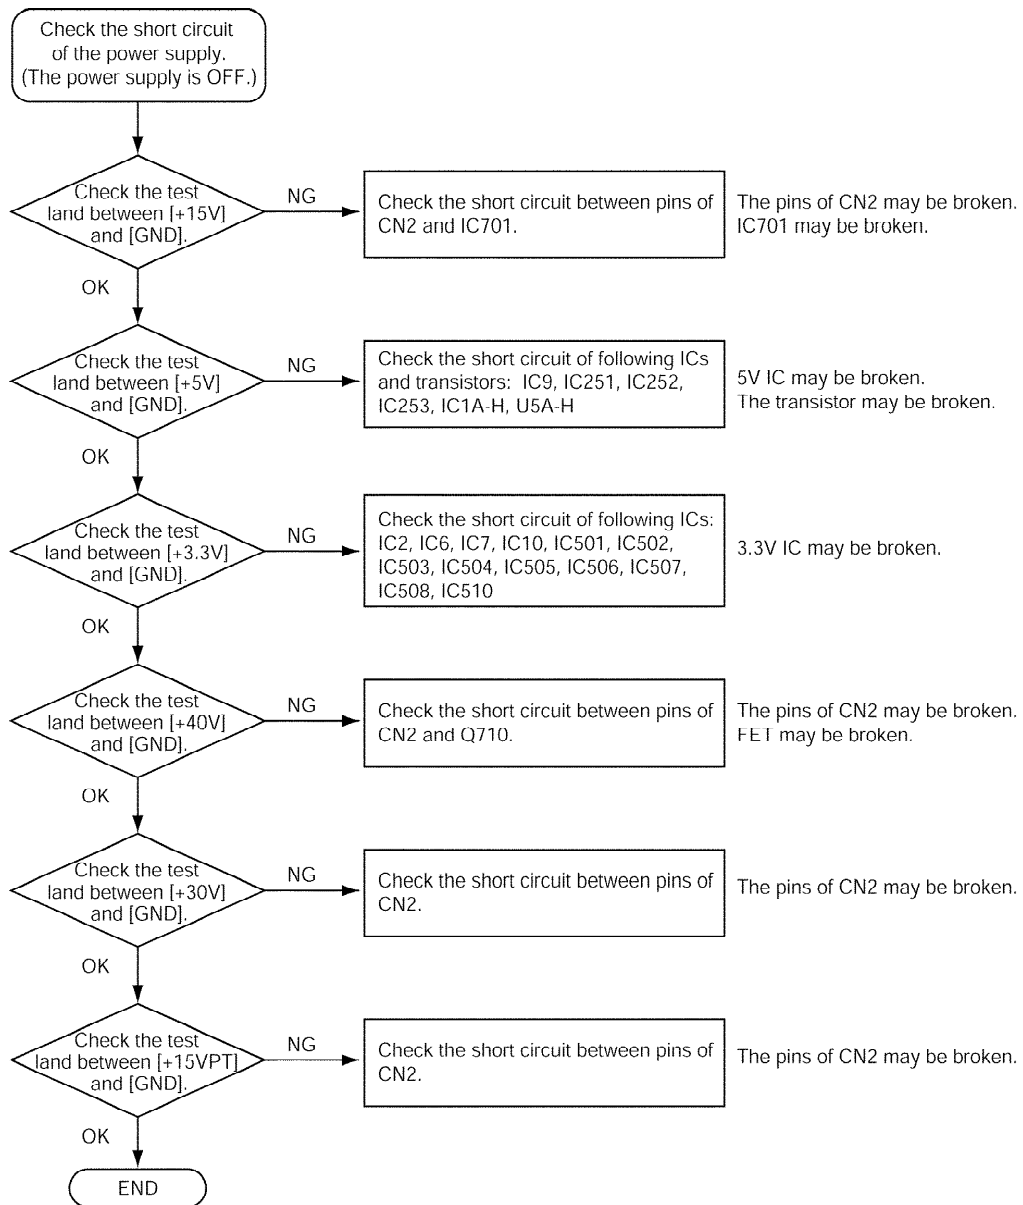 Check the short circuit
of the power supply.
(The power supply is OFF.)
Check the test
land between [+15V]
and [GND].
NG
Check the short circuit between pins of
CN2 and IC701.
The pins of CN2 may be broken.
IC701 may be broken.
OK
Check the test
land between [+5V]
and [GND].
NG
Check the short circuit of following ICs
and transistors: IC9, IC251, IC252,
IC253, IC1A-H, U5A-H
5V IC may be broken.
The transistor may be broken.
OK
Check the test
land between [+3.3V]
and [GND].
NG
Check the short circuit of following ICs:
IC2, IC6, IC7, IC10, IC501, IC502,
IC503, IC504, IC505, IC506, IC507,
IC508, IC510
3.3V IC may be broken.
OK
Check the test
land between [+40V]
and [GND].
NG
Check the short circuit between pins of
CN2 and Q710.
The pins of CN2 may be broken.
FET may be broken.
OK
Check the test
land between [+30V]
and [GND].
NG
Check the short circuit between pins of
CN2.
The pins of CN2 may be broken.
OK
Check the test
land between [+15VPT]
and [GND].
NG
Check the short circuit between pins of
CN2.
The pins of CN2 may be broken.
OK
END